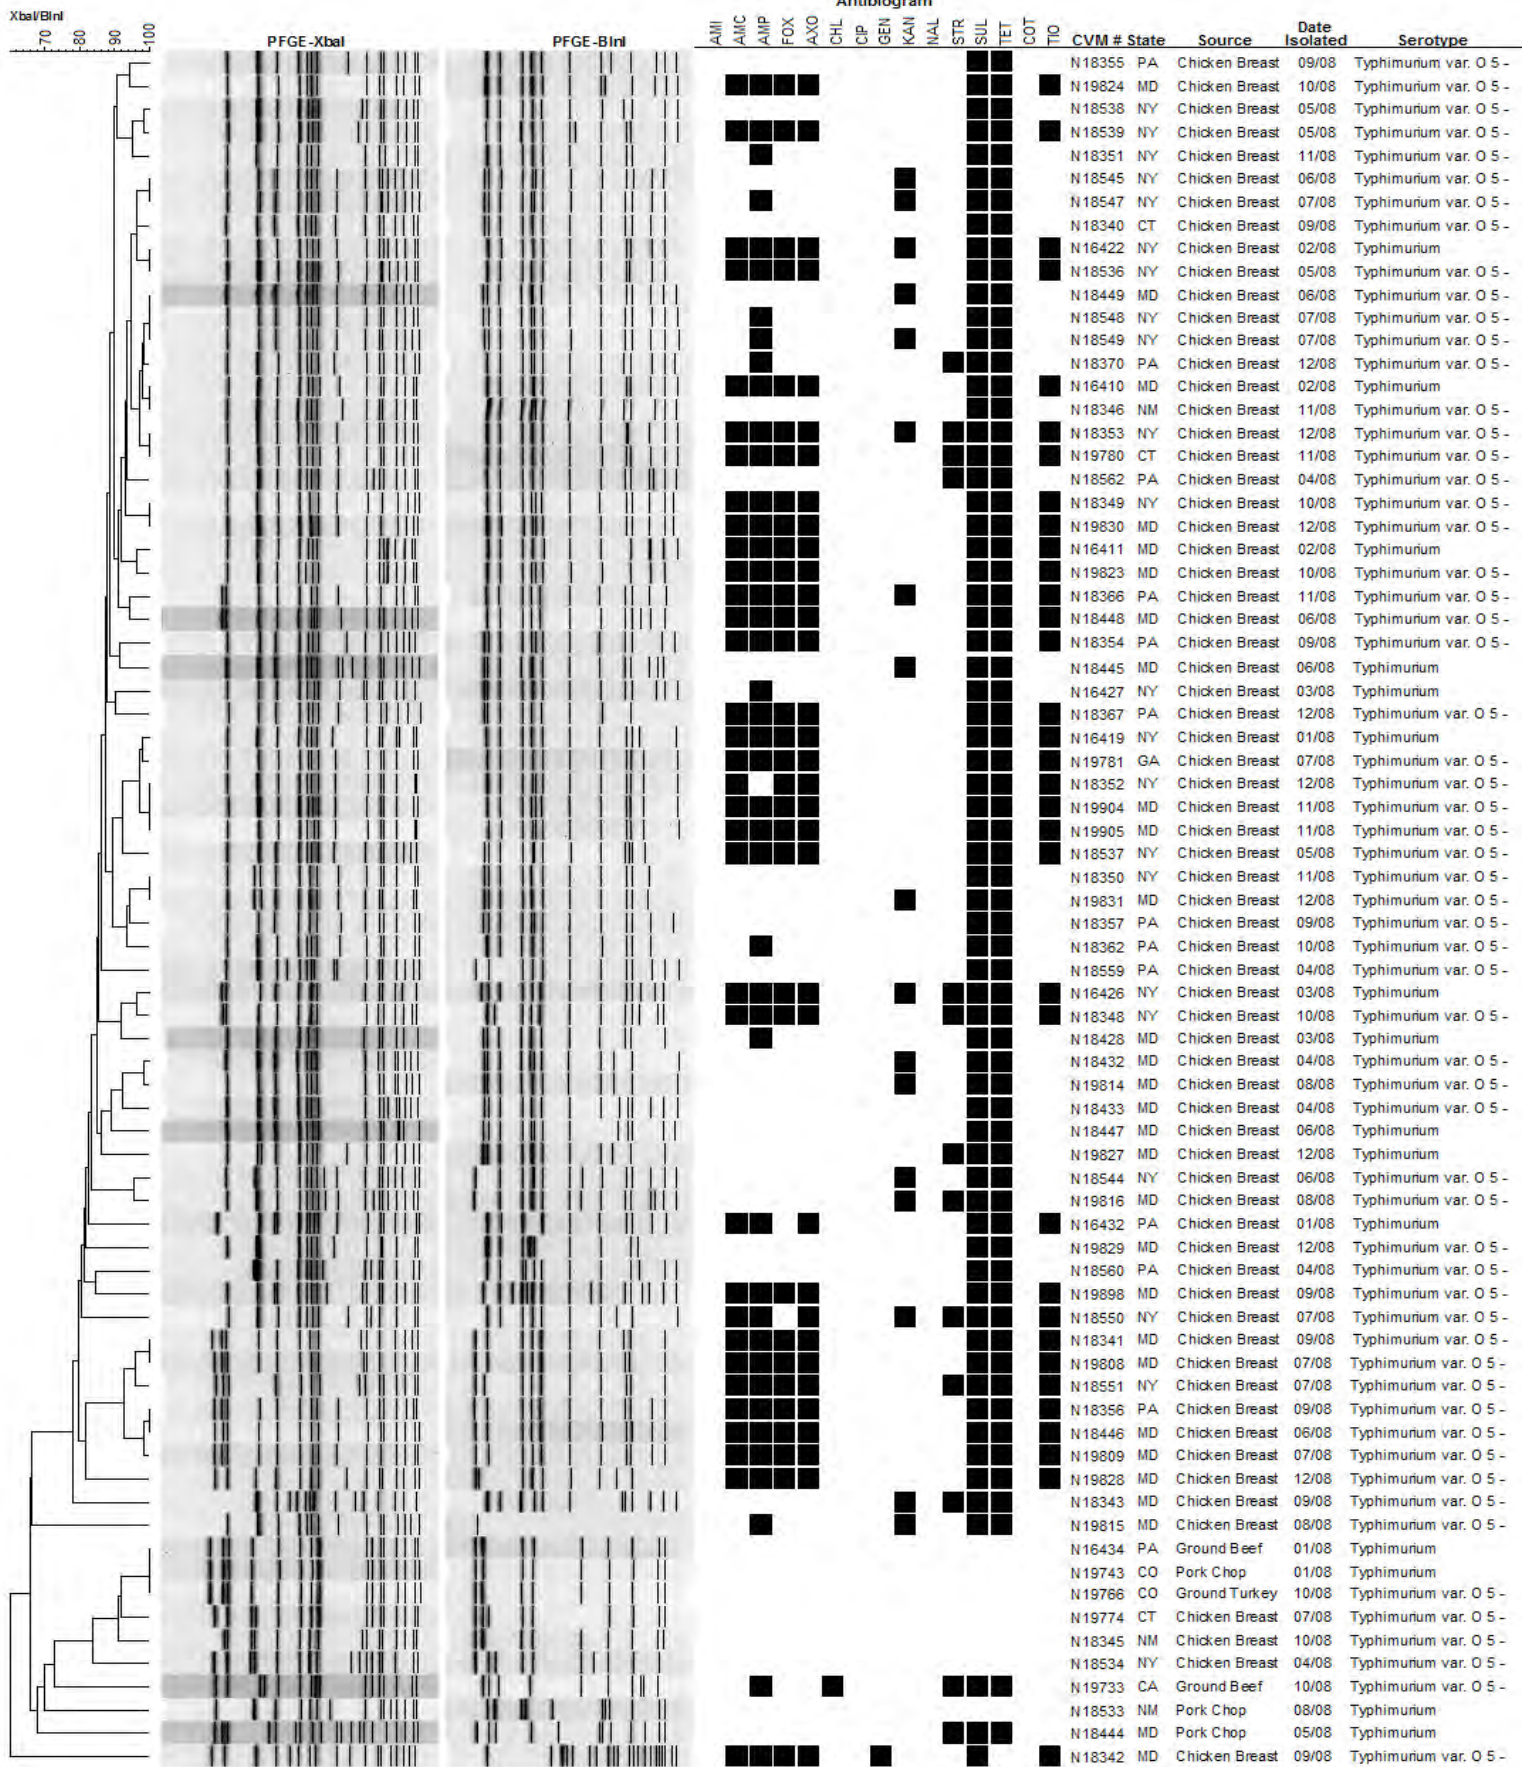 Antibiogram
XbaI/BlnI
70 80 90 100
PFGE-XbaI PFGE-BlnI AMI AMC AMP FOX AXO CHL CIP GEN KAN NAL STR SUL TET COT TIO CVM # State Source Date Isolated Serotype
N18355 PA Chicken Breast 09/08 Typhimurium var. O 5 -
N19824 MD Chicken Breast 10/08 Typhimurium var. O 5 -
N18538 NY Chicken Breast 05/08 Typhimurium var. O 5 -
N18539 NY Chicken Breast 05/08 Typhimurium var. O 5 -
N18351 NY Chicken Breast 11/08 Typhimurium var. O 5 -
N18545 NY Chicken Breast 06/08 Typhimurium var. O 5 -
N18547 NY Chicken Breast 07/08 Typhimurium var. O 5 -
N18340 CT Chicken Breast 09/08 Typhimurium var. O 5 -
N16422 NY Chicken Breast 02/08 Typhimurium
N18536 NY Chicken Breast 05/08 Typhimurium var. O 5 -
N18449 MD Chicken Breast 06/08 Typhimurium var. O 5 -
N18548 NY Chicken Breast 07/08 Typhimurium var. O 5 -
N18549 NY Chicken Breast 07/08 Typhimurium var. O 5 -
N18370 PA Chicken Breast 12/08 Typhimurium var. O 5 -
N16410 MD Chicken Breast 02/08 Typhimurium
N18346 NM Chicken Breast 11/08 Typhimurium var. O 5 -
N18353 NY Chicken Breast 12/08 Typhimurium var. O 5 -
N19780 CT Chicken Breast 11/08 Typhimurium var. O 5 -
N18562 PA Chicken Breast 04/08 Typhimurium var. O 5 -
N18349 NY Chicken Breast 10/08 Typhimurium var. O 5 -
N19830 MD Chicken Breast 12/08 Typhimurium var. O 5 -
N16411 MD Chicken Breast 02/08 Typhimurium
N19823 MD Chicken Breast 10/08 Typhimurium var. O 5 -
N18366 PA Chicken Breast 11/08 Typhimurium var. O 5 -
N18448 MD Chicken Breast 06/08 Typhimurium var. O 5 -
N18354 PA Chicken Breast 09/08 Typhimurium var. O 5 -
N18445 MD Chicken Breast 06/08 Typhimurium
N16427 NY Chicken Breast 03/08 Typhimurium
N18367 PA Chicken Breast 12/08 Typhimurium var. O 5 -
N16419 NY Chicken Breast 01/08 Typhimurium
N19781 GA Chicken Breast 07/08 Typhimurium var. O 5 -
N18352 NY Chicken Breast 12/08 Typhimurium var. O 5 -
N19904 MD Chicken Breast 11/08 Typhimurium var. O 5 -
N19905 MD Chicken Breast 11/08 Typhimurium var. O 5 -
N18537 NY Chicken Breast 05/08 Typhimurium var. O 5 -
N18350 NY Chicken Breast 11/08 Typhimurium var. O 5 -
N19831 MD Chicken Breast 12/08 Typhimurium var. O 5 -
N18357 PA Chicken Breast 09/08 Typhimurium var. O 5 -
N18362 PA Chicken Breast 10/08 Typhimurium var. O 5 -
N18559 PA Chicken Breast 04/08 Typhimurium var. O 5 -
N16426 NY Chicken Breast 03/08 Typhimurium
N18348 NY Chicken Breast 10/08 Typhimurium var. O 5 -
N18428 MD Chicken Breast 03/08 Typhimurium
N18432 MD Chicken Breast 04/08 Typhimurium var. O 5 -
N19814 MD Chicken Breast 08/08 Typhimurium var. O 5 -
N18433 MD Chicken Breast 04/08 Typhimurium var. O 5 -
N18447 MD Chicken Breast 06/08 Typhimurium
N19827 MD Chicken Breast 12/08 Typhimurium
N18544 NY Chicken Breast 06/08 Typhimurium var. O 5 -
N19816 MD Chicken Breast 08/08 Typhimurium var. O 5 -
N16432 PA Chicken Breast 01/08 Typhimurium
N19829 MD Chicken Breast 12/08 Typhimurium var. O 5 -
N18560 PA Chicken Breast 04/08 Typhimurium var. O 5 -
N19898 MD Chicken Breast 09/08 Typhimurium var. O 5 -
N18550 NY Chicken Breast 07/08 Typhimurium var. O 5 -
N18341 MD Chicken Breast 09/08 Typhimurium var. O 5 -
N19808 MD Chicken Breast 07/08 Typhimurium var. O 5 -
N18551 NY Chicken Breast 07/08 Typhimurium var. O 5 -
N18356 PA Chicken Breast 09/08 Typhimurium var. O 5 -
N18446 MD Chicken Breast 06/08 Typhimurium var. O 5 -
N19809 MD Chicken Breast 07/08 Typhimurium var. O 5 -
N19828 MD Chicken Breast 12/08 Typhimurium var. O 5 -
N18343 MD Chicken Breast 09/08 Typhimurium var. O 5 -
N19815 MD Chicken Breast 08/08 Typhimurium var. O 5 -
N16434 PA Ground Beef 01/08 Typhimurium
N19743 CO Pork Chop 01/08 Typhimurium
N19766 CO Ground Turkey 10/08 Typhimurium var. O 5 -
N19774 CT Chicken Breast 07/08 Typhimurium var. O 5 -
N18345 NM Chicken Breast 10/08 Typhimurium var. O 5 -
N18534 NY Chicken Breast 04/08 Typhimurium var. O 5 -
N19733 CA Ground Beef 10/08 Typhimurium var. O 5 -
N18533 NM Pork Chop 08/08 Typhimurium
N18444 MD Pork Chop 05/08 Typhimurium
N18342 MD Chicken Breast 09/08 Typhimurium var. O 5 -